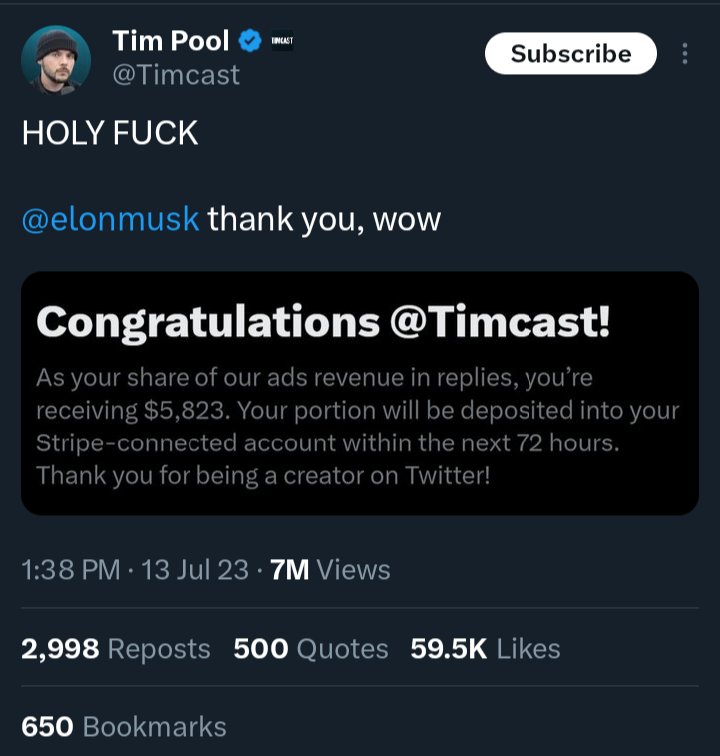 Tim Pool TIMCAST
@Timcast
Subscribe
HOLY FUCK
@elonmusk thank you, wow
Congratulations @Timcast!
As your share of our ads revenue in replies, you’re
receiving $5,823. Your portion will be deposited into your
Stripe-connected account within the next 72 hours.
Thank you for being a creator on Twitter!
1:38 PM · 13 Jul 23 · 7M Views
2,998 Reposts 500 Quotes 59.5K Likes
650 Bookmarks